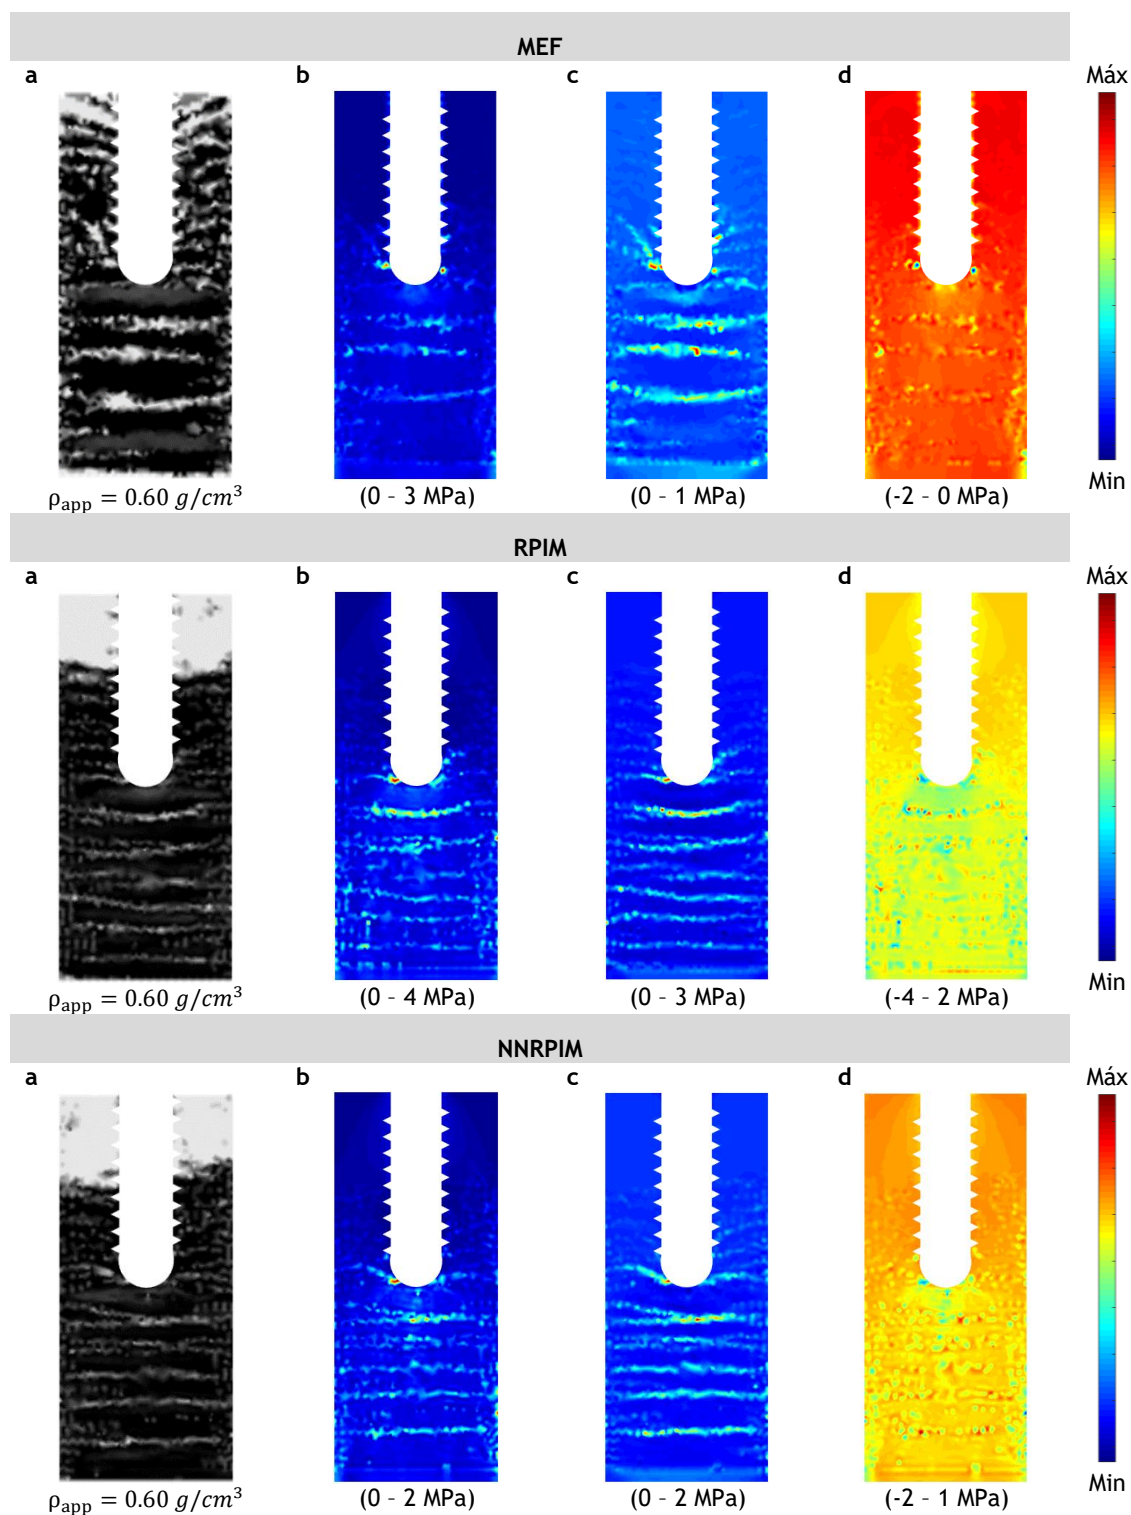 MEF
a b c d Máx
Min
ρapp = 0.60 g/cm³ (0 – 3 MPa) (0 – 1 MPa) (-2 – 0 MPa)
RPIM
a b c d Máx
Min
ρapp = 0.60 g/cm³ (0 – 4 MPa) (0 – 3 MPa) (-4 – 2 MPa)
NNRPIM
a b c d Máx
Min
ρapp = 0.60 g/cm³ (0 – 2 MPa) (0 – 2 MPa) (-2 – 1 MPa)